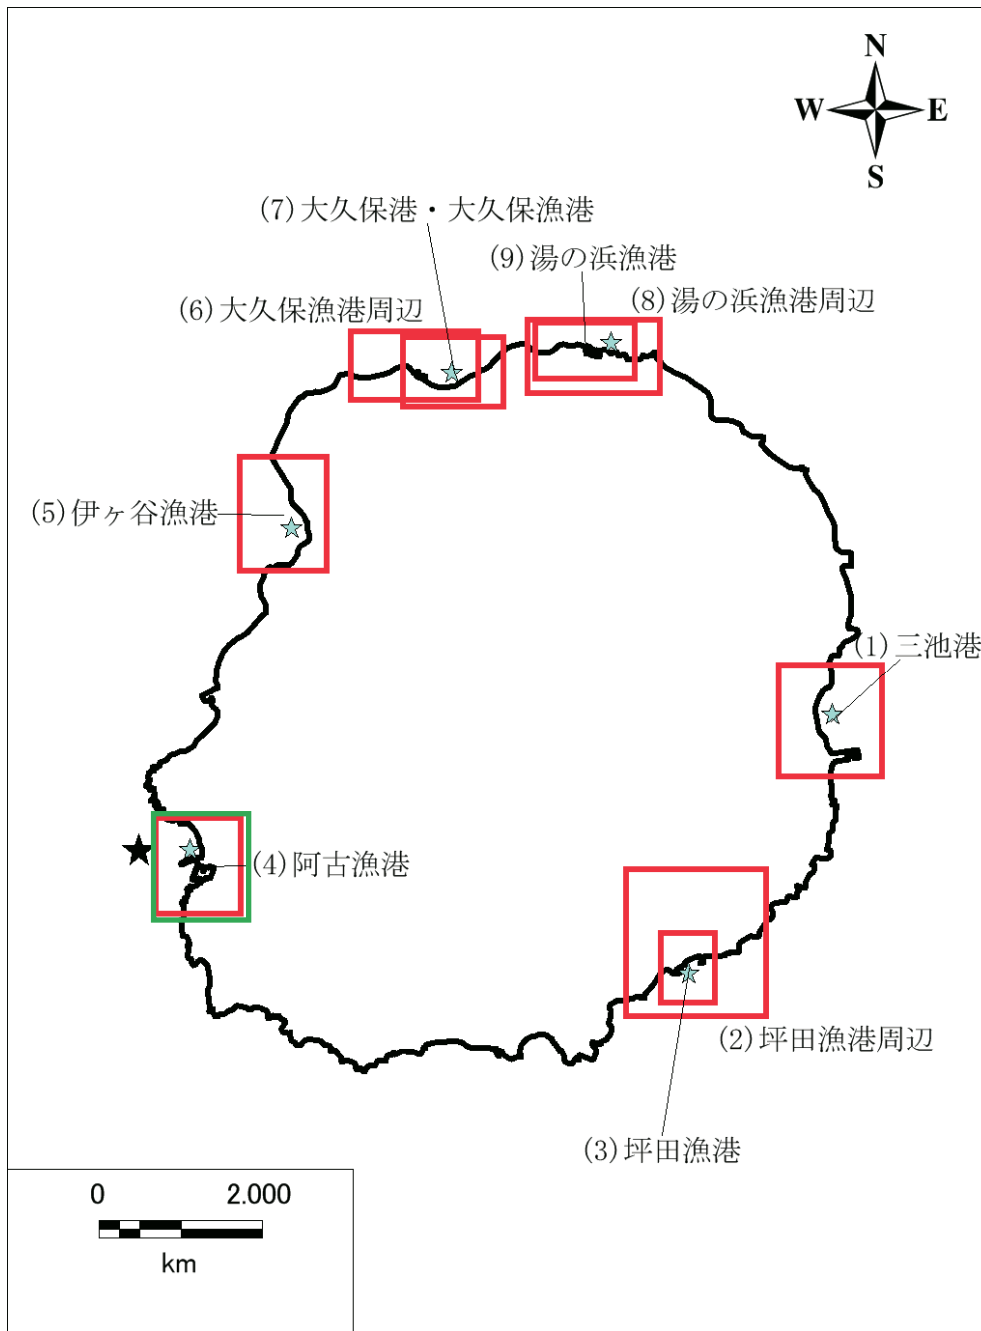 N
W E
S
(7)大久保港・大久保漁港
(9)湯の浜漁港
(6)大久保漁港周辺
(8)湯の浜漁港周辺
(5)伊ヶ谷漁港
(1)三池港
(4)阿古漁港
(2)坪田漁港周辺
(3)坪田漁港
0 2.000
km